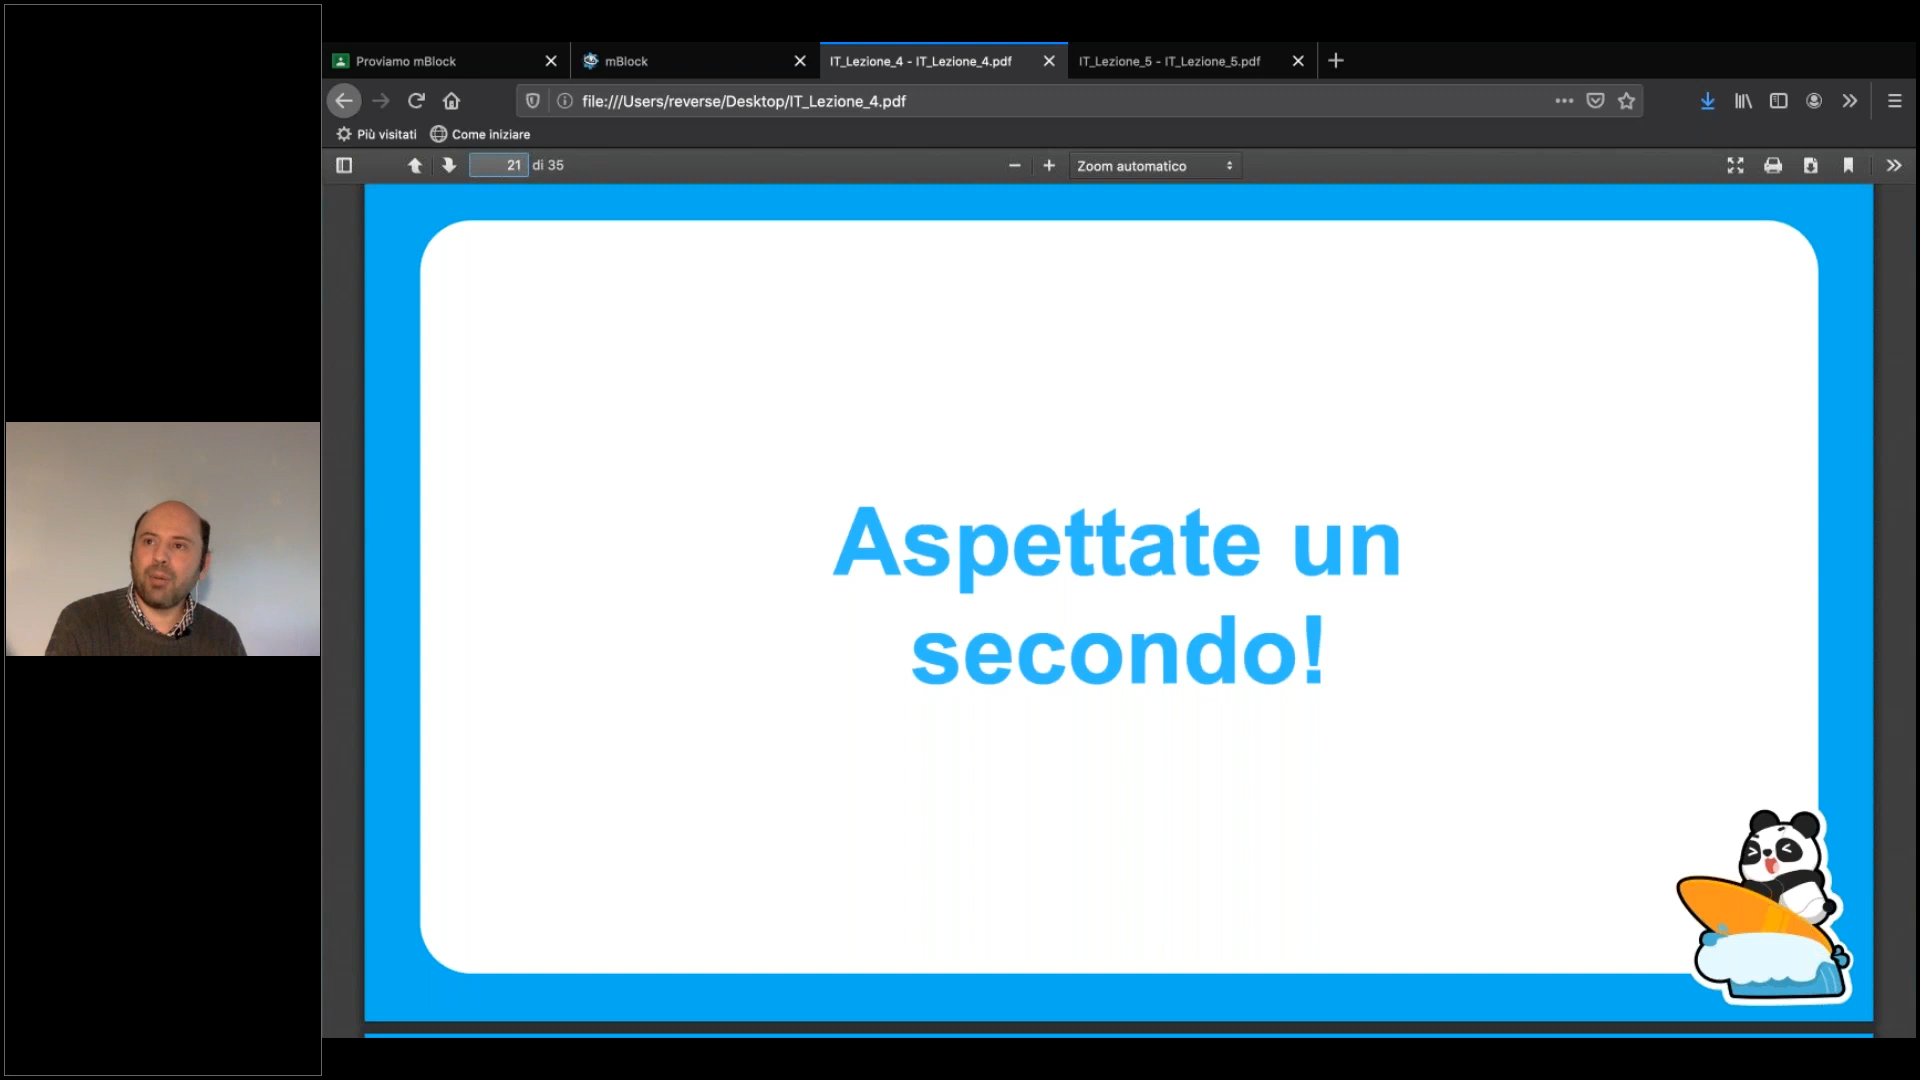 Proviamo mBlock
mBlock
IT_Lezione_4 - IT_Lezione_4.pdf
IT_Lezione_5 - IT_Lezione_5.pdf
file:///Users/reverse/Desktop/IT_Lezione_4.pdf
Più visitati
Come iniziare
21 di 35
Zoom automatico
Aspettate un
secondo!